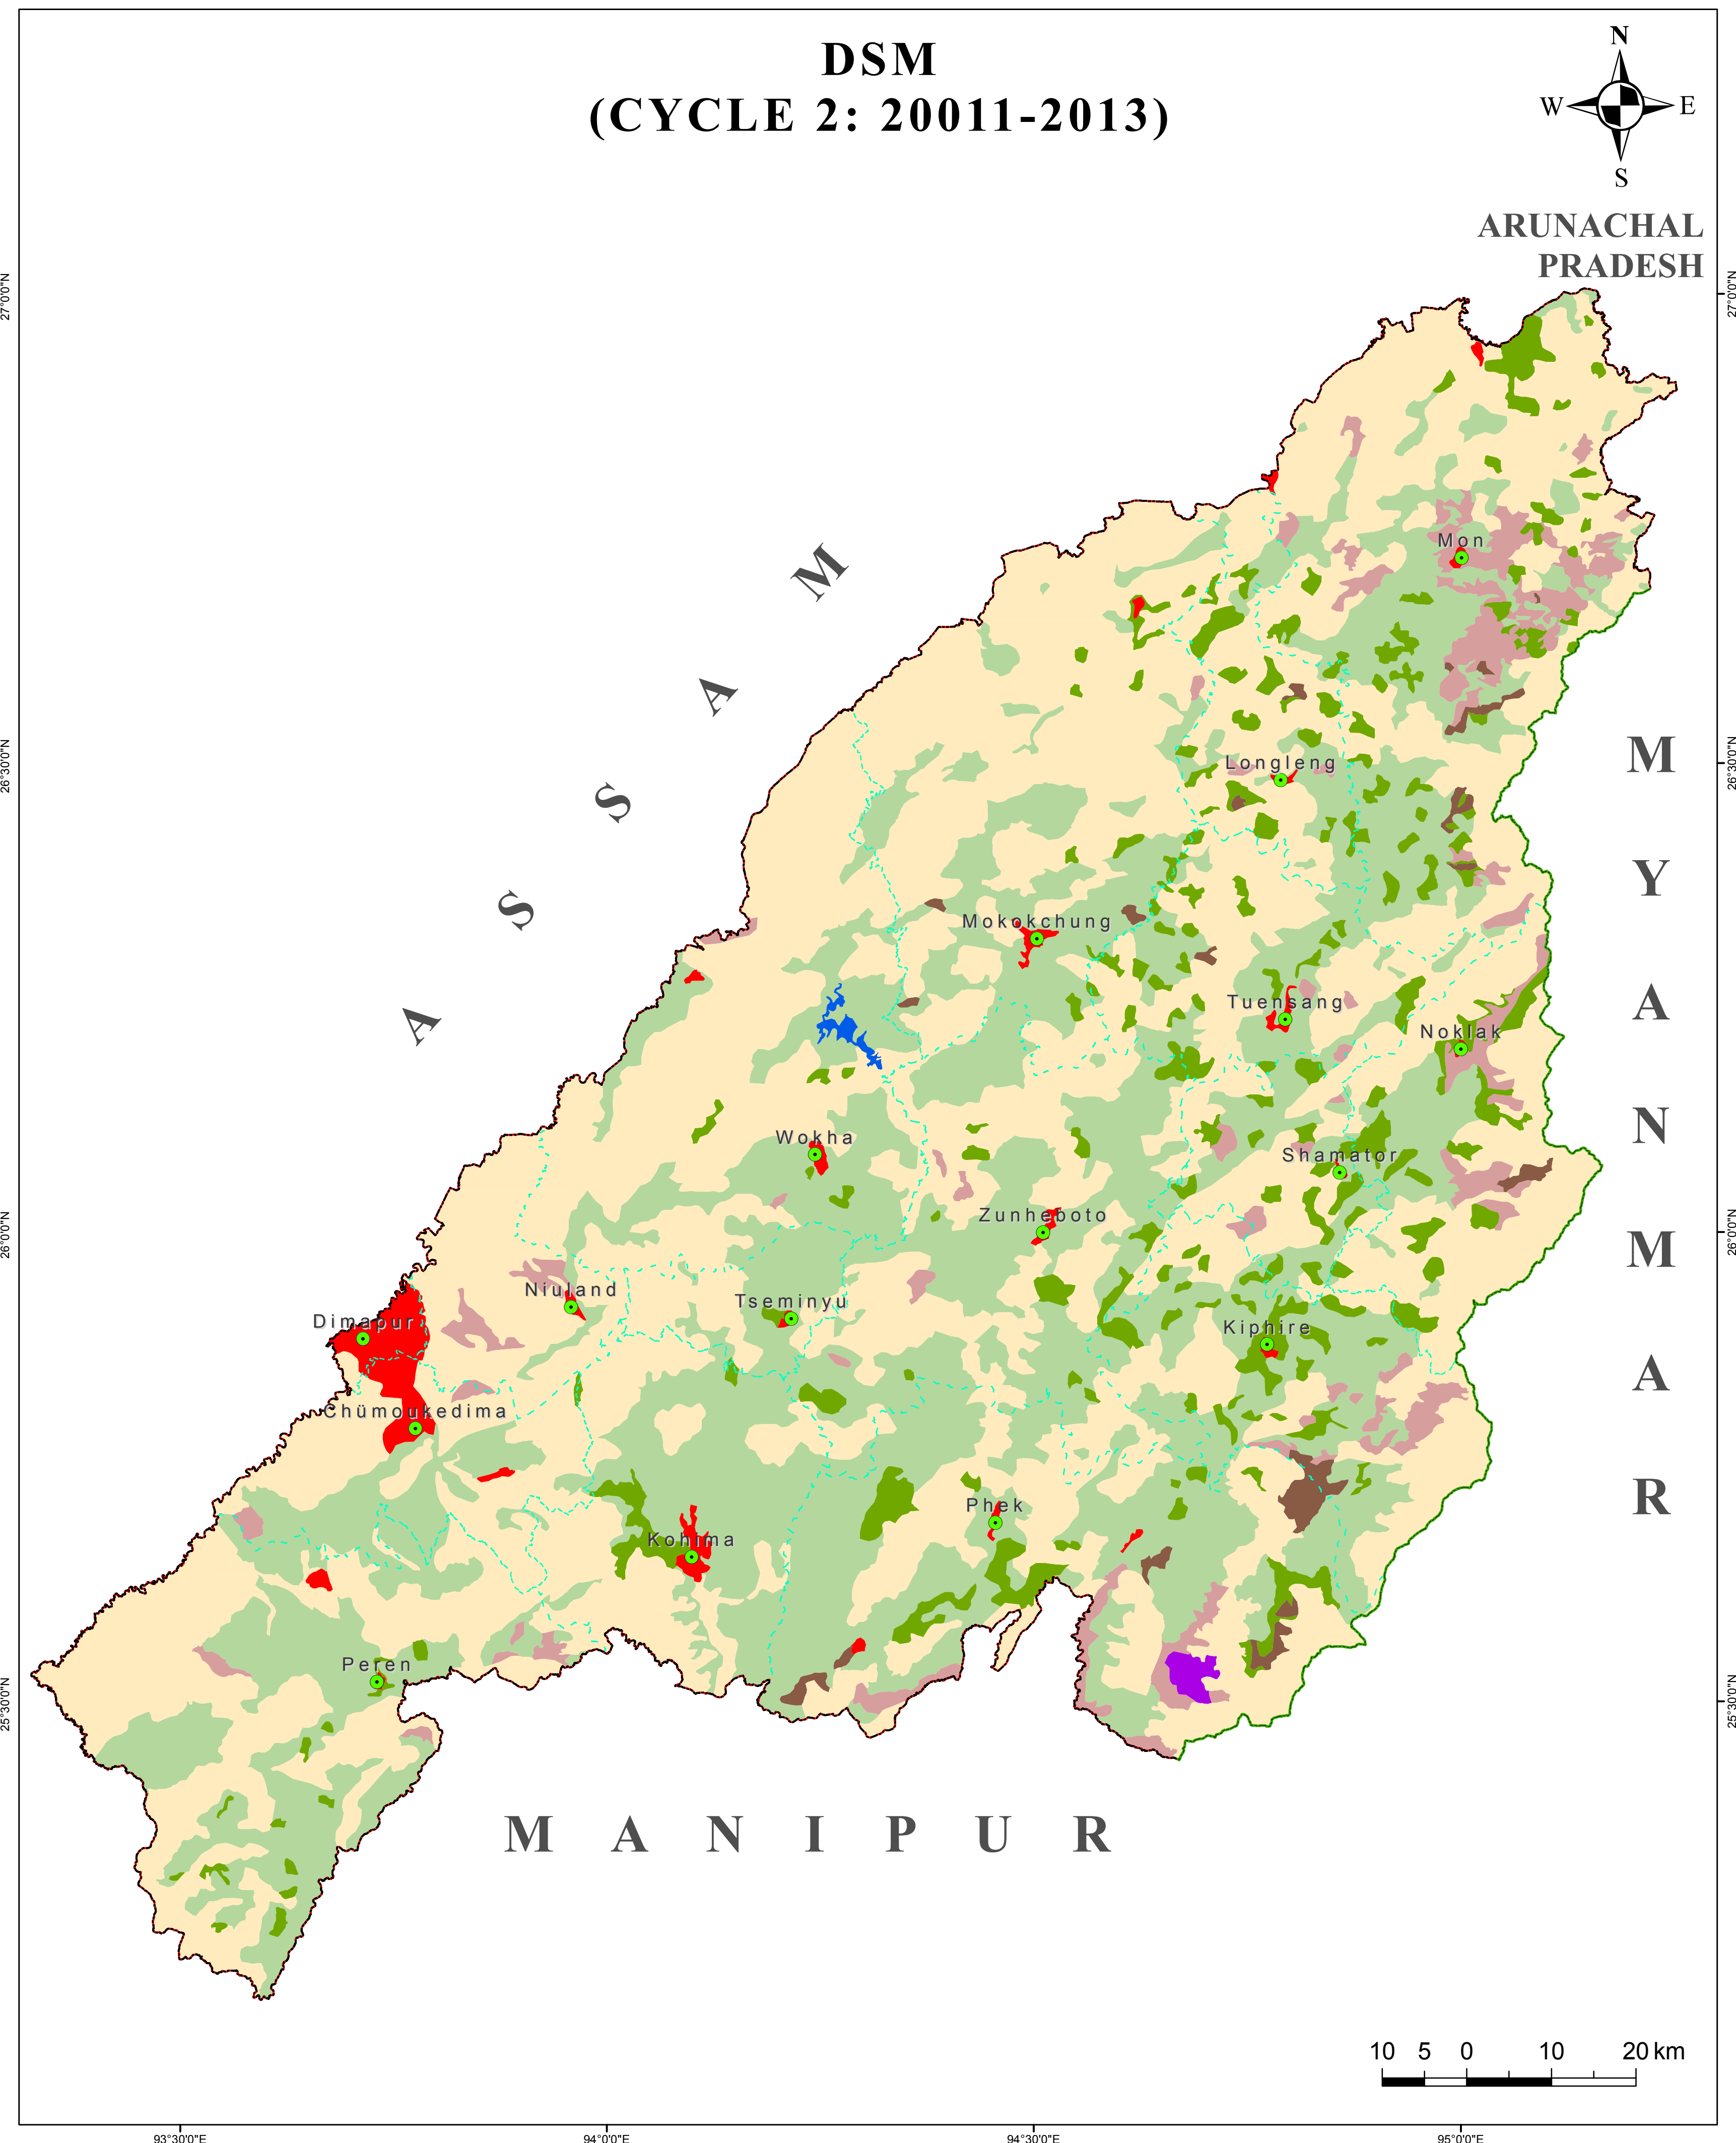 DSM
(CYCLE 2: 20011-2013)
N
W E
S
ARUNACHAL
PRADESH
27°0'0"N
27°0'0"N
ASSAM
Mon
26°30'0"N
26°30'0"N
Longleng
MYANMAR
Mokokchung
Tuensang
Noklak
Wokha
Shamator
Zunheboto
26°0'0"N
26°0'0"N
Niuland
Tseminyu
Dimapur
Kiphire
Chümoukedima
Phek
Kohima
Peren
25°30'0"N
25°30'0"N
MANIPUR
10 5 0 10 20 km
93°30'0"E
94°0'0"E
94°30'0"E
95°0'0"E